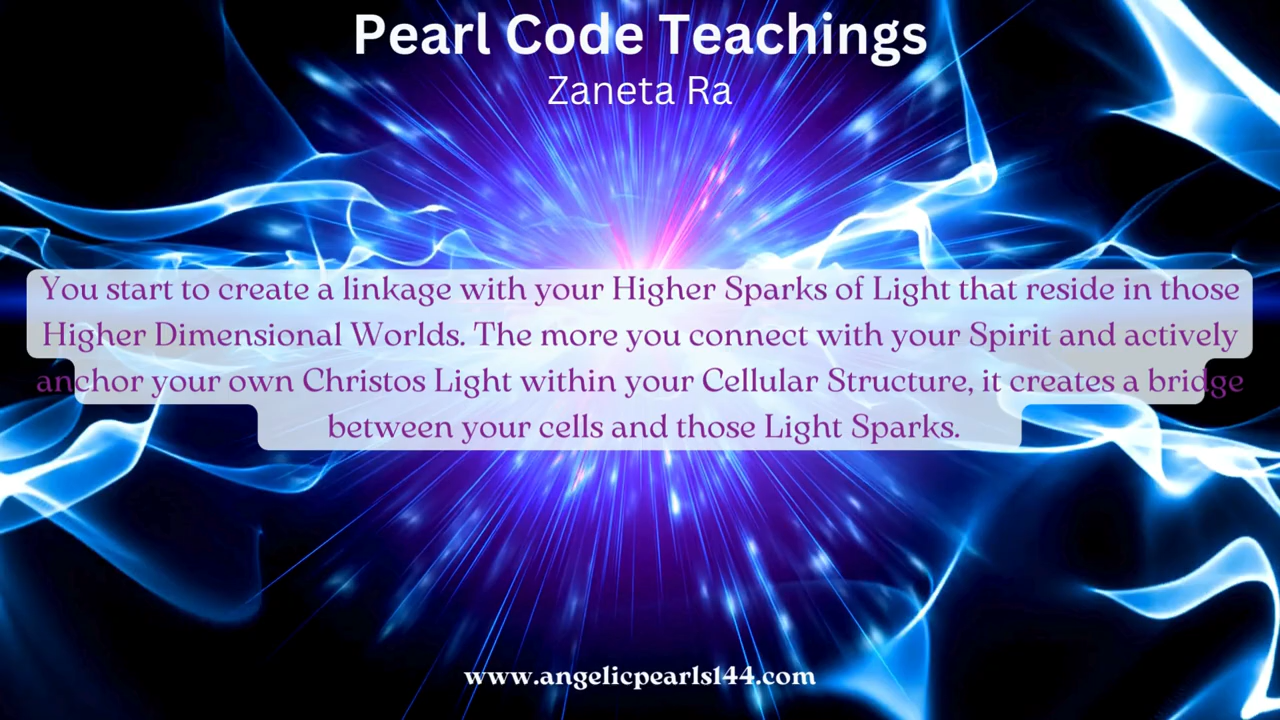 Pearl Code Teachings
Zaneta Ra
You start to create a linkage with your Higher Sparks of Light that reside in those
Higher Dimensional Worlds. The more you connect with your Spirit and actively
anchor your own Christos Light within your Cellular Structure, it creates a bridge
between your cells and those Light Sparks.
www.angelicpearls144.com